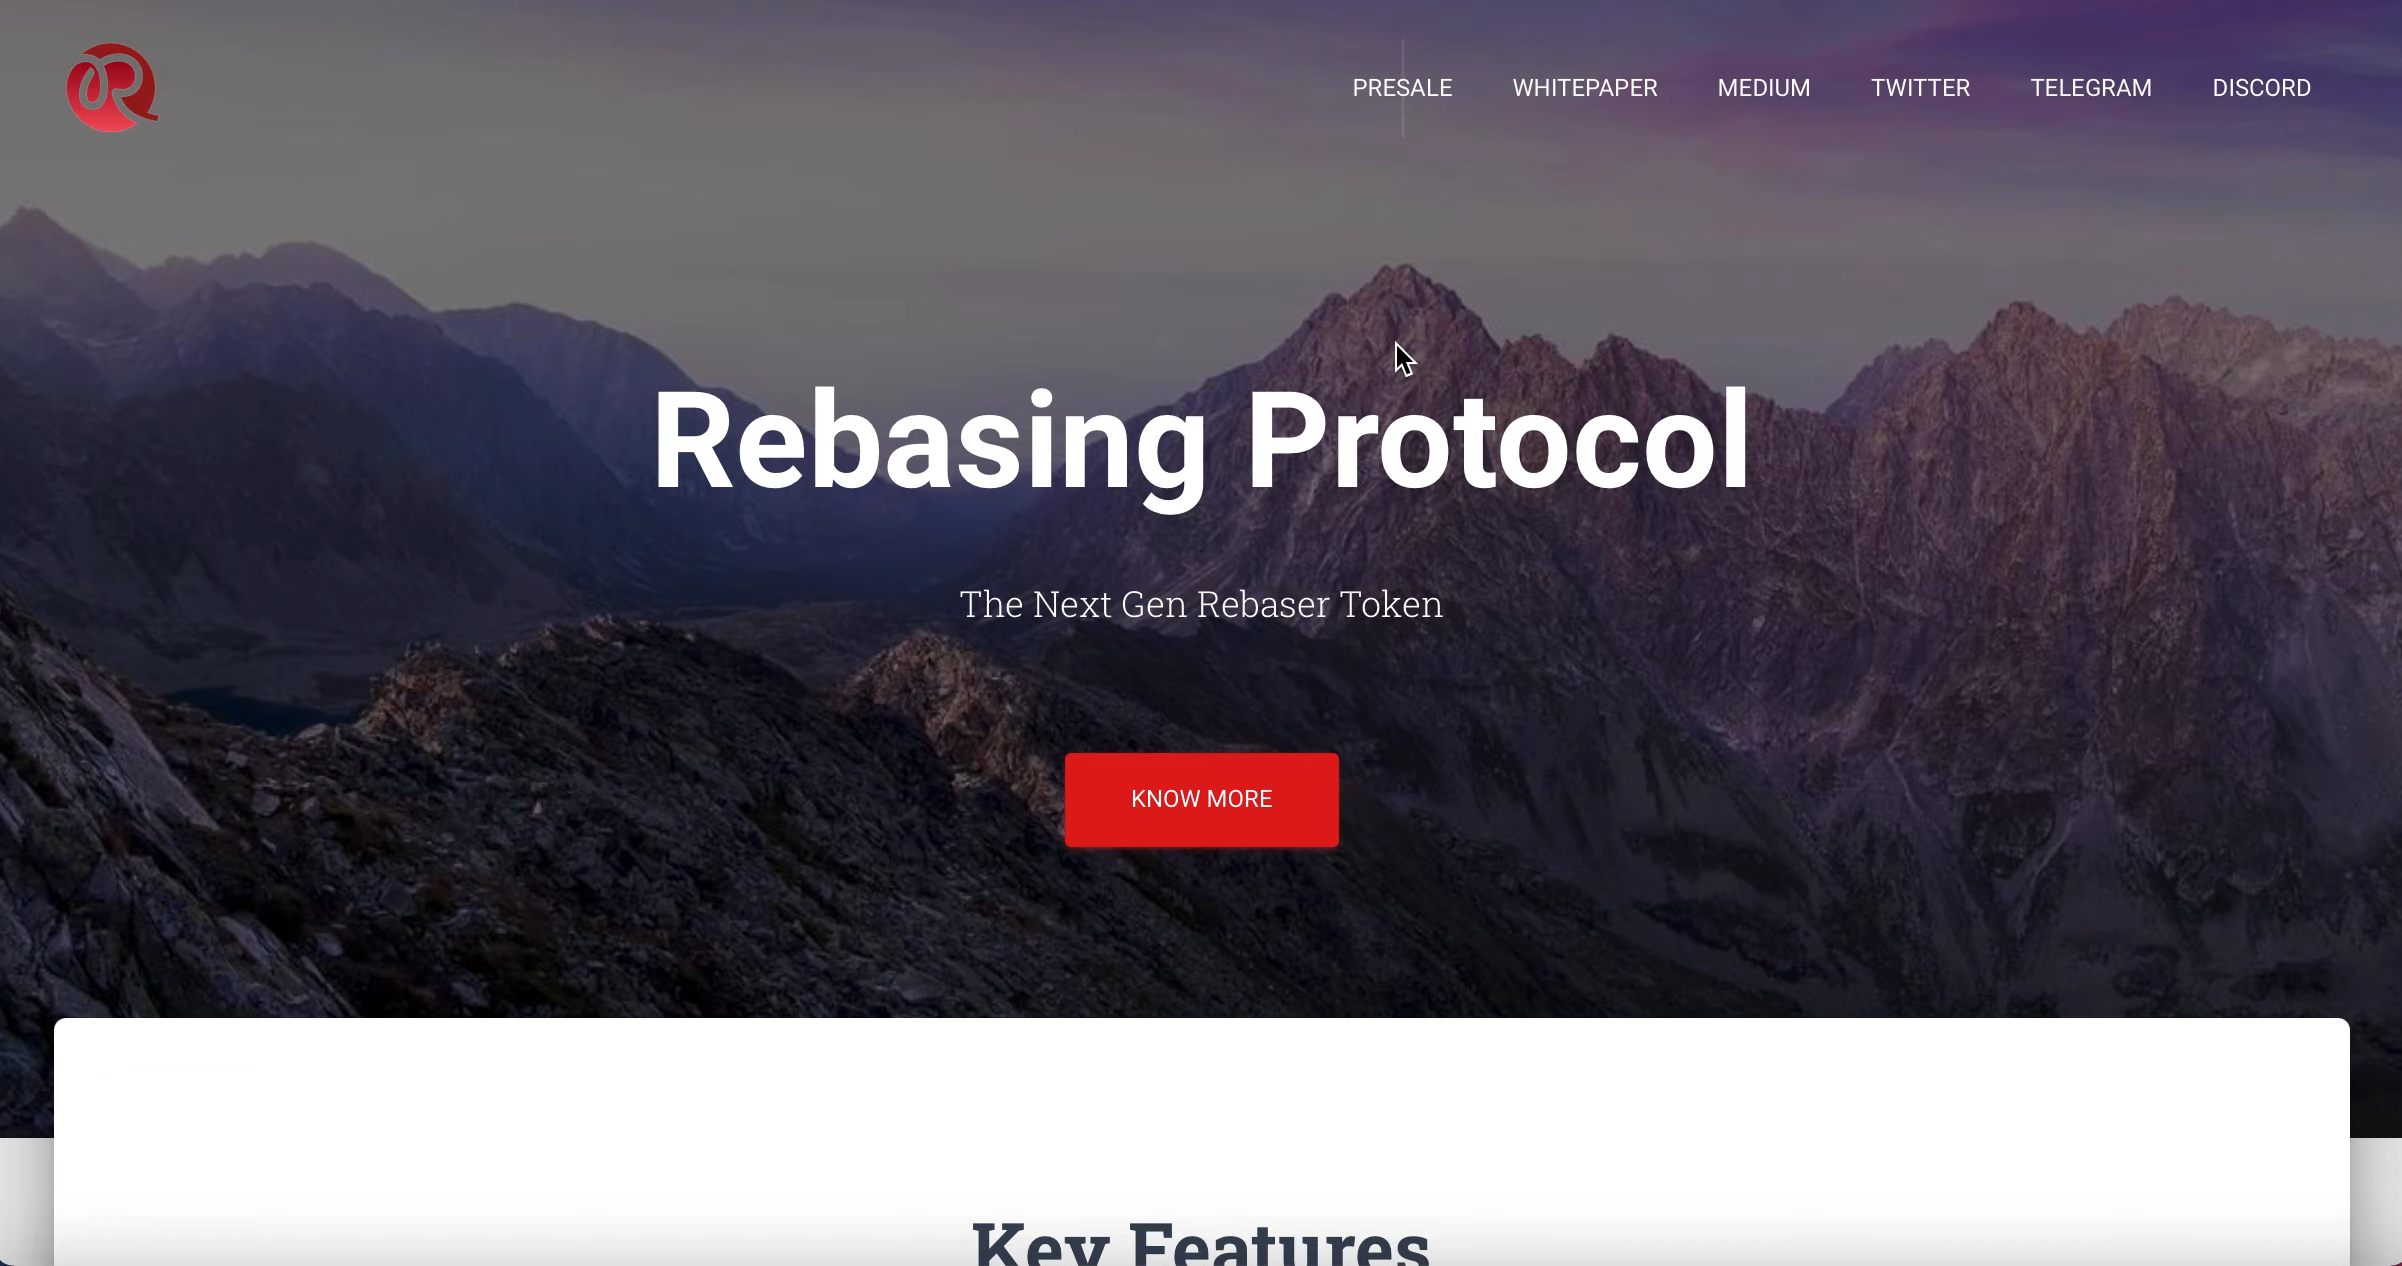 PRESALE WHITEPAPER MEDIUM TWITTER TELEGRAM DISCORD
Rebasing Protocol
The Next Gen Rebaser Token
KNOW MORE
Key Features